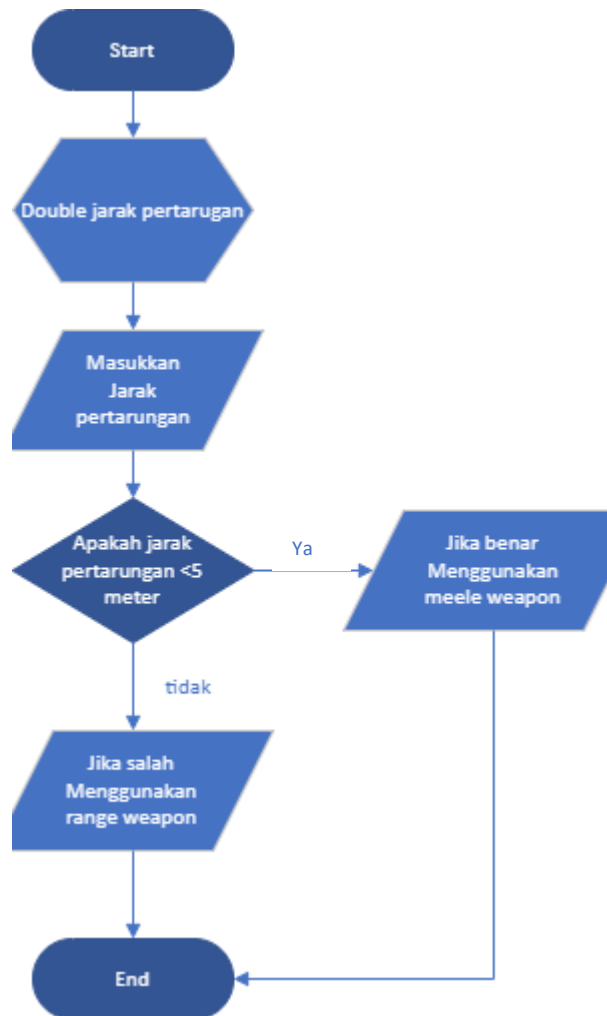 Start
Double jarak pertarugan
Masukkan
Jarak
pertarungan
Apakah jarak
pertarungan <5
meter
Ya
Jika benar
Menggunakan
meele weapon
tidak
Jika salah
Menggunakan
range weapon
End